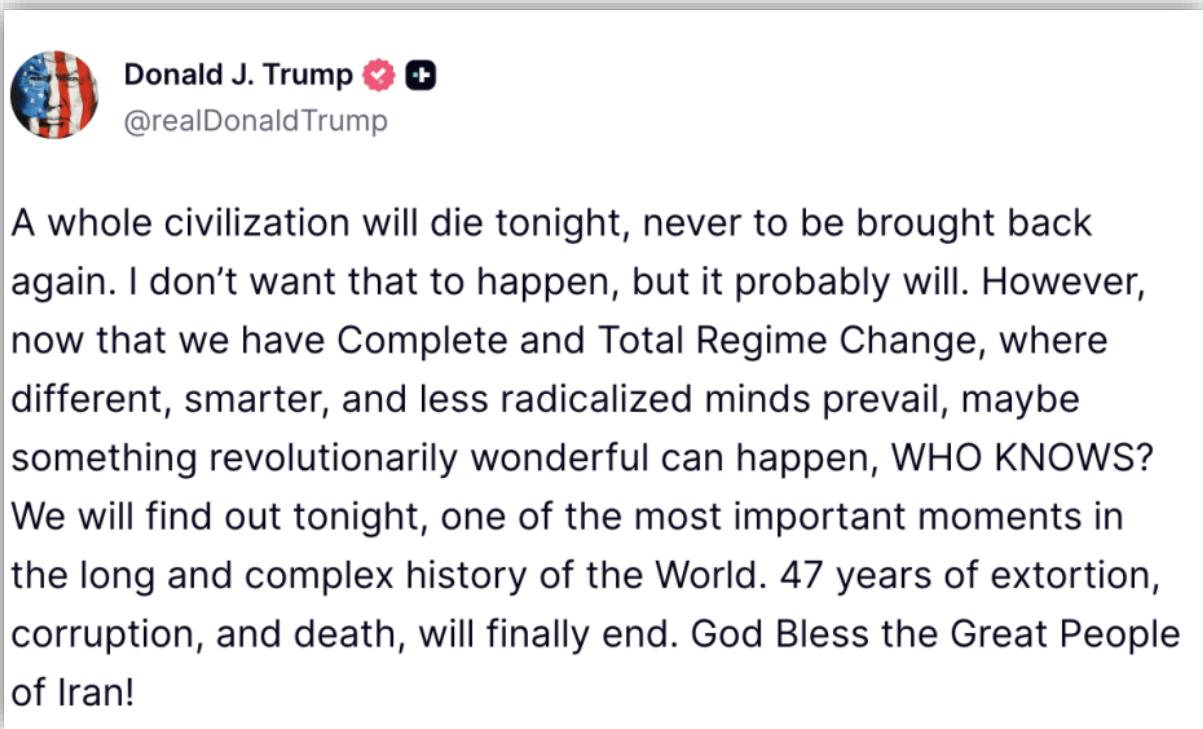 Donald J. Trump
@realDonaldTrump
A whole civilization will die tonight, never to be brought back
again. I don’t want that to happen, but it probably will. However,
now that we have Complete and Total Regime Change, where
different, smarter, and less radicalized minds prevail, maybe
something revolutionarily wonderful can happen, WHO KNOWS?
We will find out tonight, one of the most important moments in
the long and complex history of the World. 47 years of extortion,
corruption, and death, will finally end. God Bless the Great People
of Iran!